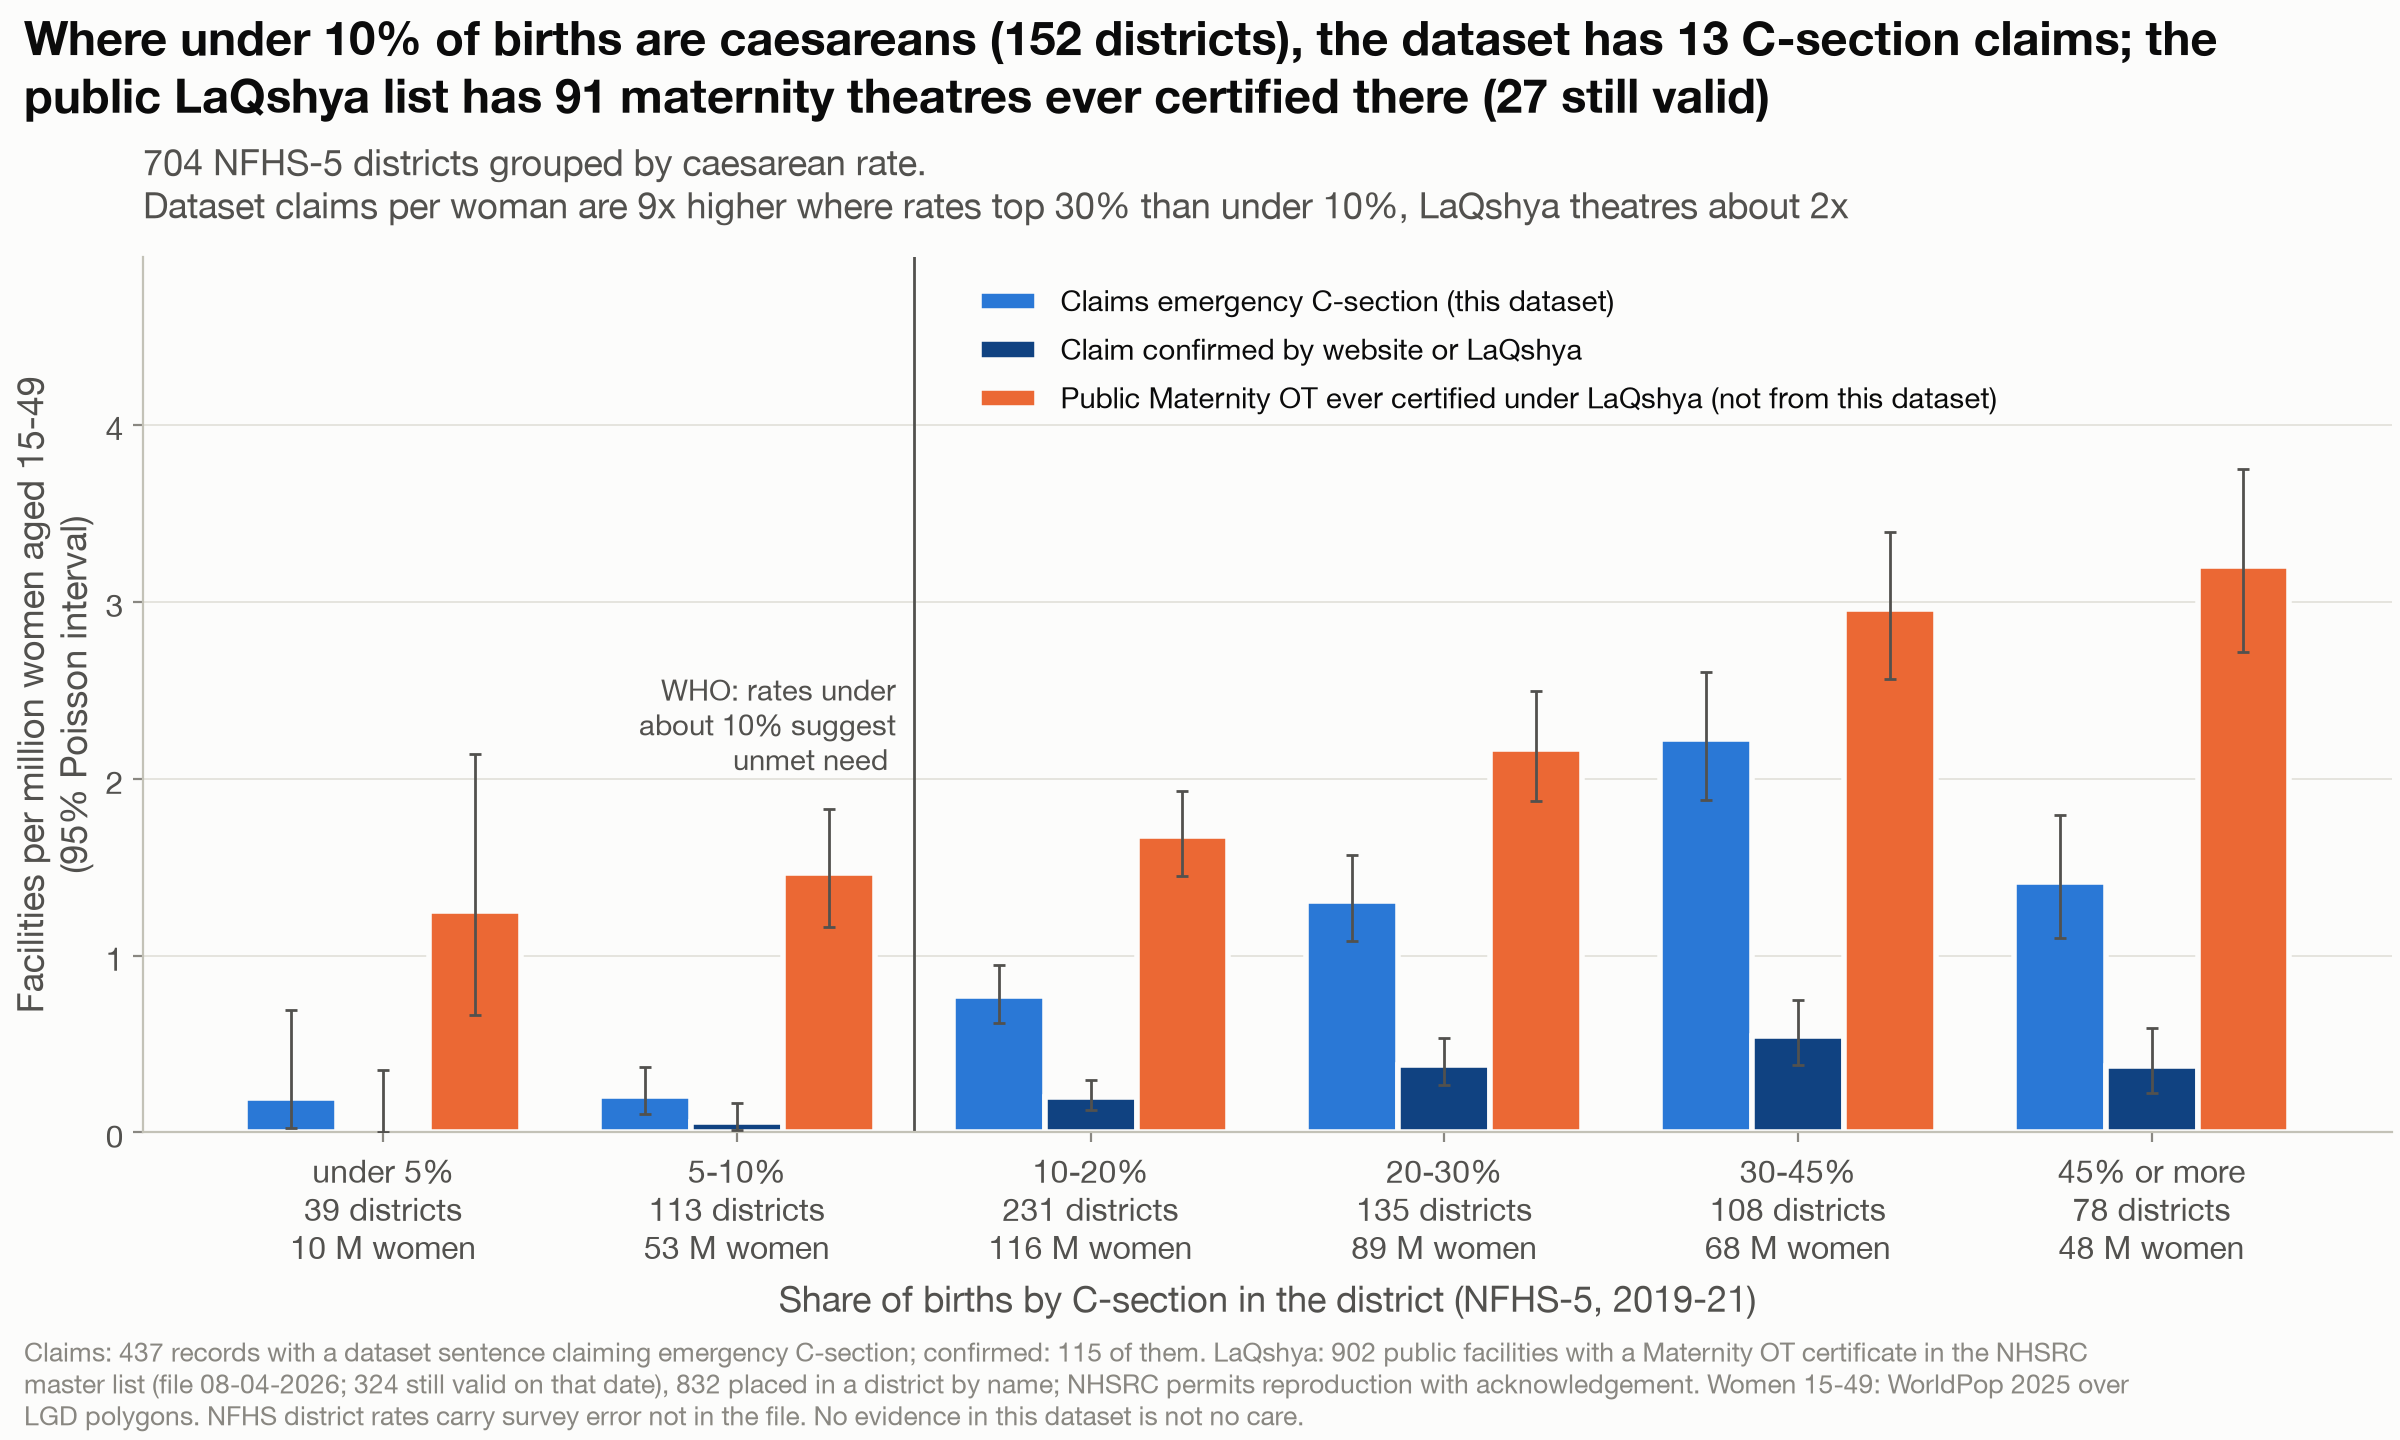 Where under 10% of births are caesareans (152 districts), the dataset has 13 C-section claims; the
public LaQshya list has 91 maternity theatres ever certified there (27 still valid)
704 NFHS-5 districts grouped by caesarean rate.
Dataset claims per woman are 9x higher where rates top 30% than under 10%, LaQshya theatres about 2x
Claims emergency C-section (this dataset)
Claim confirmed by website or LaQshya
Public Maternity OT ever certified under LaQshya (not from this dataset)
Facilities per million women aged 15-49
(95% Poisson interval)
4
3
2
1
0
WHO: rates under
about 10% suggest
unmet need
under 5%
39 districts
10 M women
5-10%
113 districts
53 M women
10-20%
231 districts
116 M women
20-30%
135 districts
89 M women
30-45%
108 districts
68 M women
45% or more
78 districts
48 M women
Share of births by C-section in the district (NFHS-5, 2019-21)
Claims: 437 records with a dataset sentence claiming emergency C-section; confirmed: 115 of them. LaQshya: 902 public facilities with a Maternity OT certificate in the NHSRC
master list (file 08-04-2026; 324 still valid on that date), 832 placed in a district by name; NHSRC permits reproduction with acknowledgement. Women 15-49: WorldPop 2025 over
LGD polygons. NFHS district rates carry survey error not in the file. No evidence in this dataset is not no care.